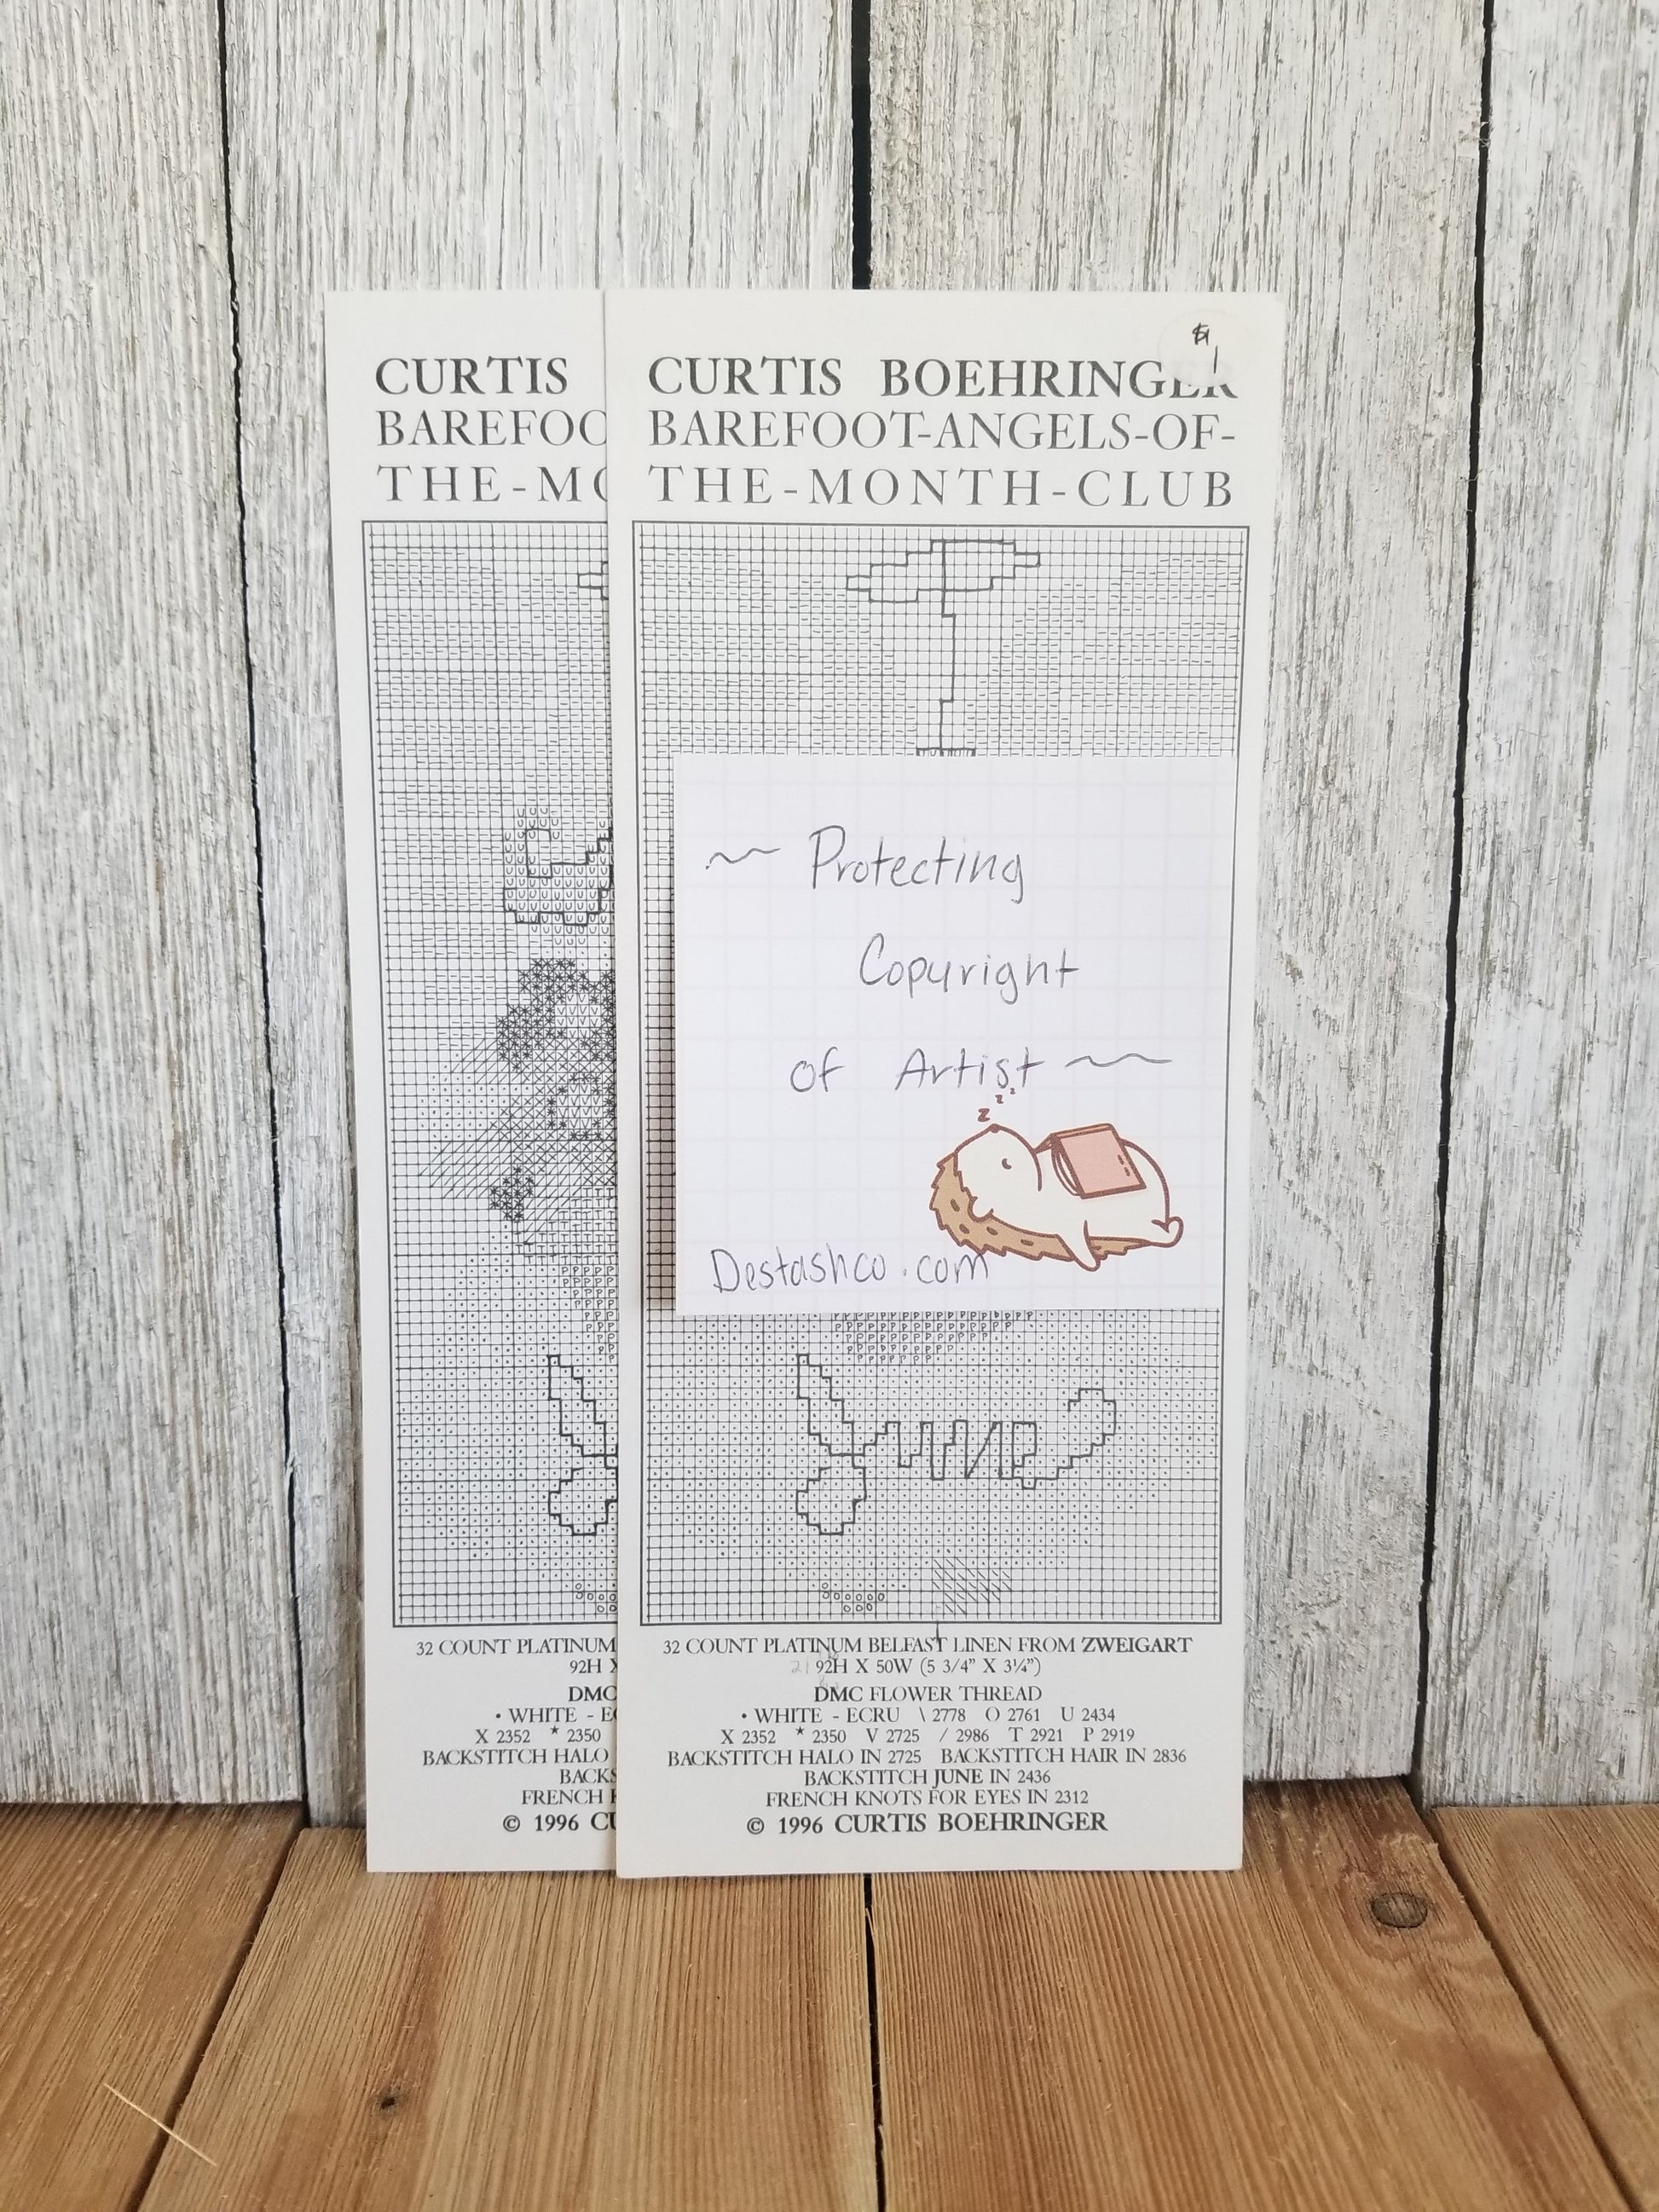 CURTIS
BAREFOO
THE-MO
32 COUNT PLATINUM
92H X
DMC
• WHITE - EC
X 2352 * 2350
BACKSTITCH HALO
BACKS
FRENCH K
© 1996 CU
$1
CURTIS BOEHRINGER
BAREFOOT-ANGELS-OF-
THE-MONTH-CLUB
~ Protecting
Copyright
of Artist ~
z z z
Destashco.com
June
32 COUNT PLATINUM BELFAST LINEN FROM ZWEIGART
92H X 50W (5 3/4" X 3¼")
DMC FLOWER THREAD
• WHITE - ECRU \ 2778 O 2761 U 2434
X 2352 * 2350 V 2725 / 2986 T 2921 P 2919
BACKSTITCH HALO IN 2725 BACKSTITCH HAIR IN 2836
BACKSTITCH JUNE IN 2436
FRENCH KNOTS FOR EYES IN 2312
© 1996 CURTIS BOEHRINGER